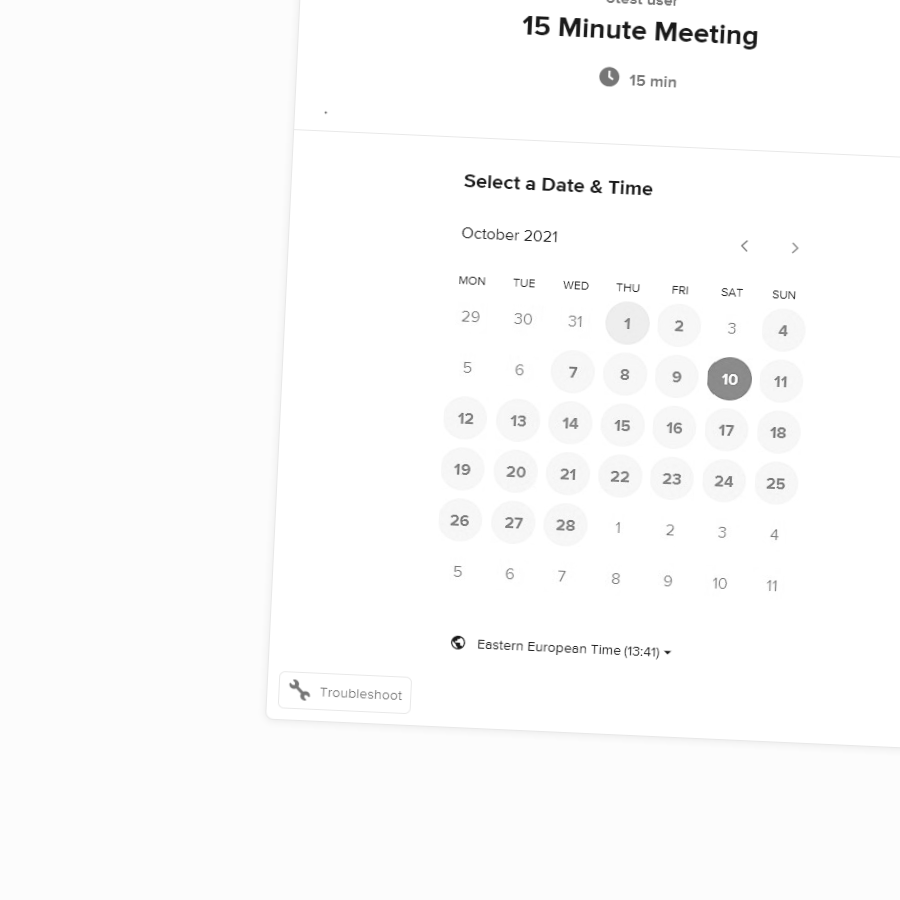 15 Minute Meeting
15 min
.
Select a Date & Time
October 2021
MON TUE WED THU FRI SAT SUN
29 30 31 1 2 3 4
5 6 7 8 9 10 11
12 13 14 15 16 17 18
19 20 21 22 23 24 25
26 27 28 1 2 3 4
5 6 7 8 9 10 11
Eastern European Time (13:41)
Troubleshoot